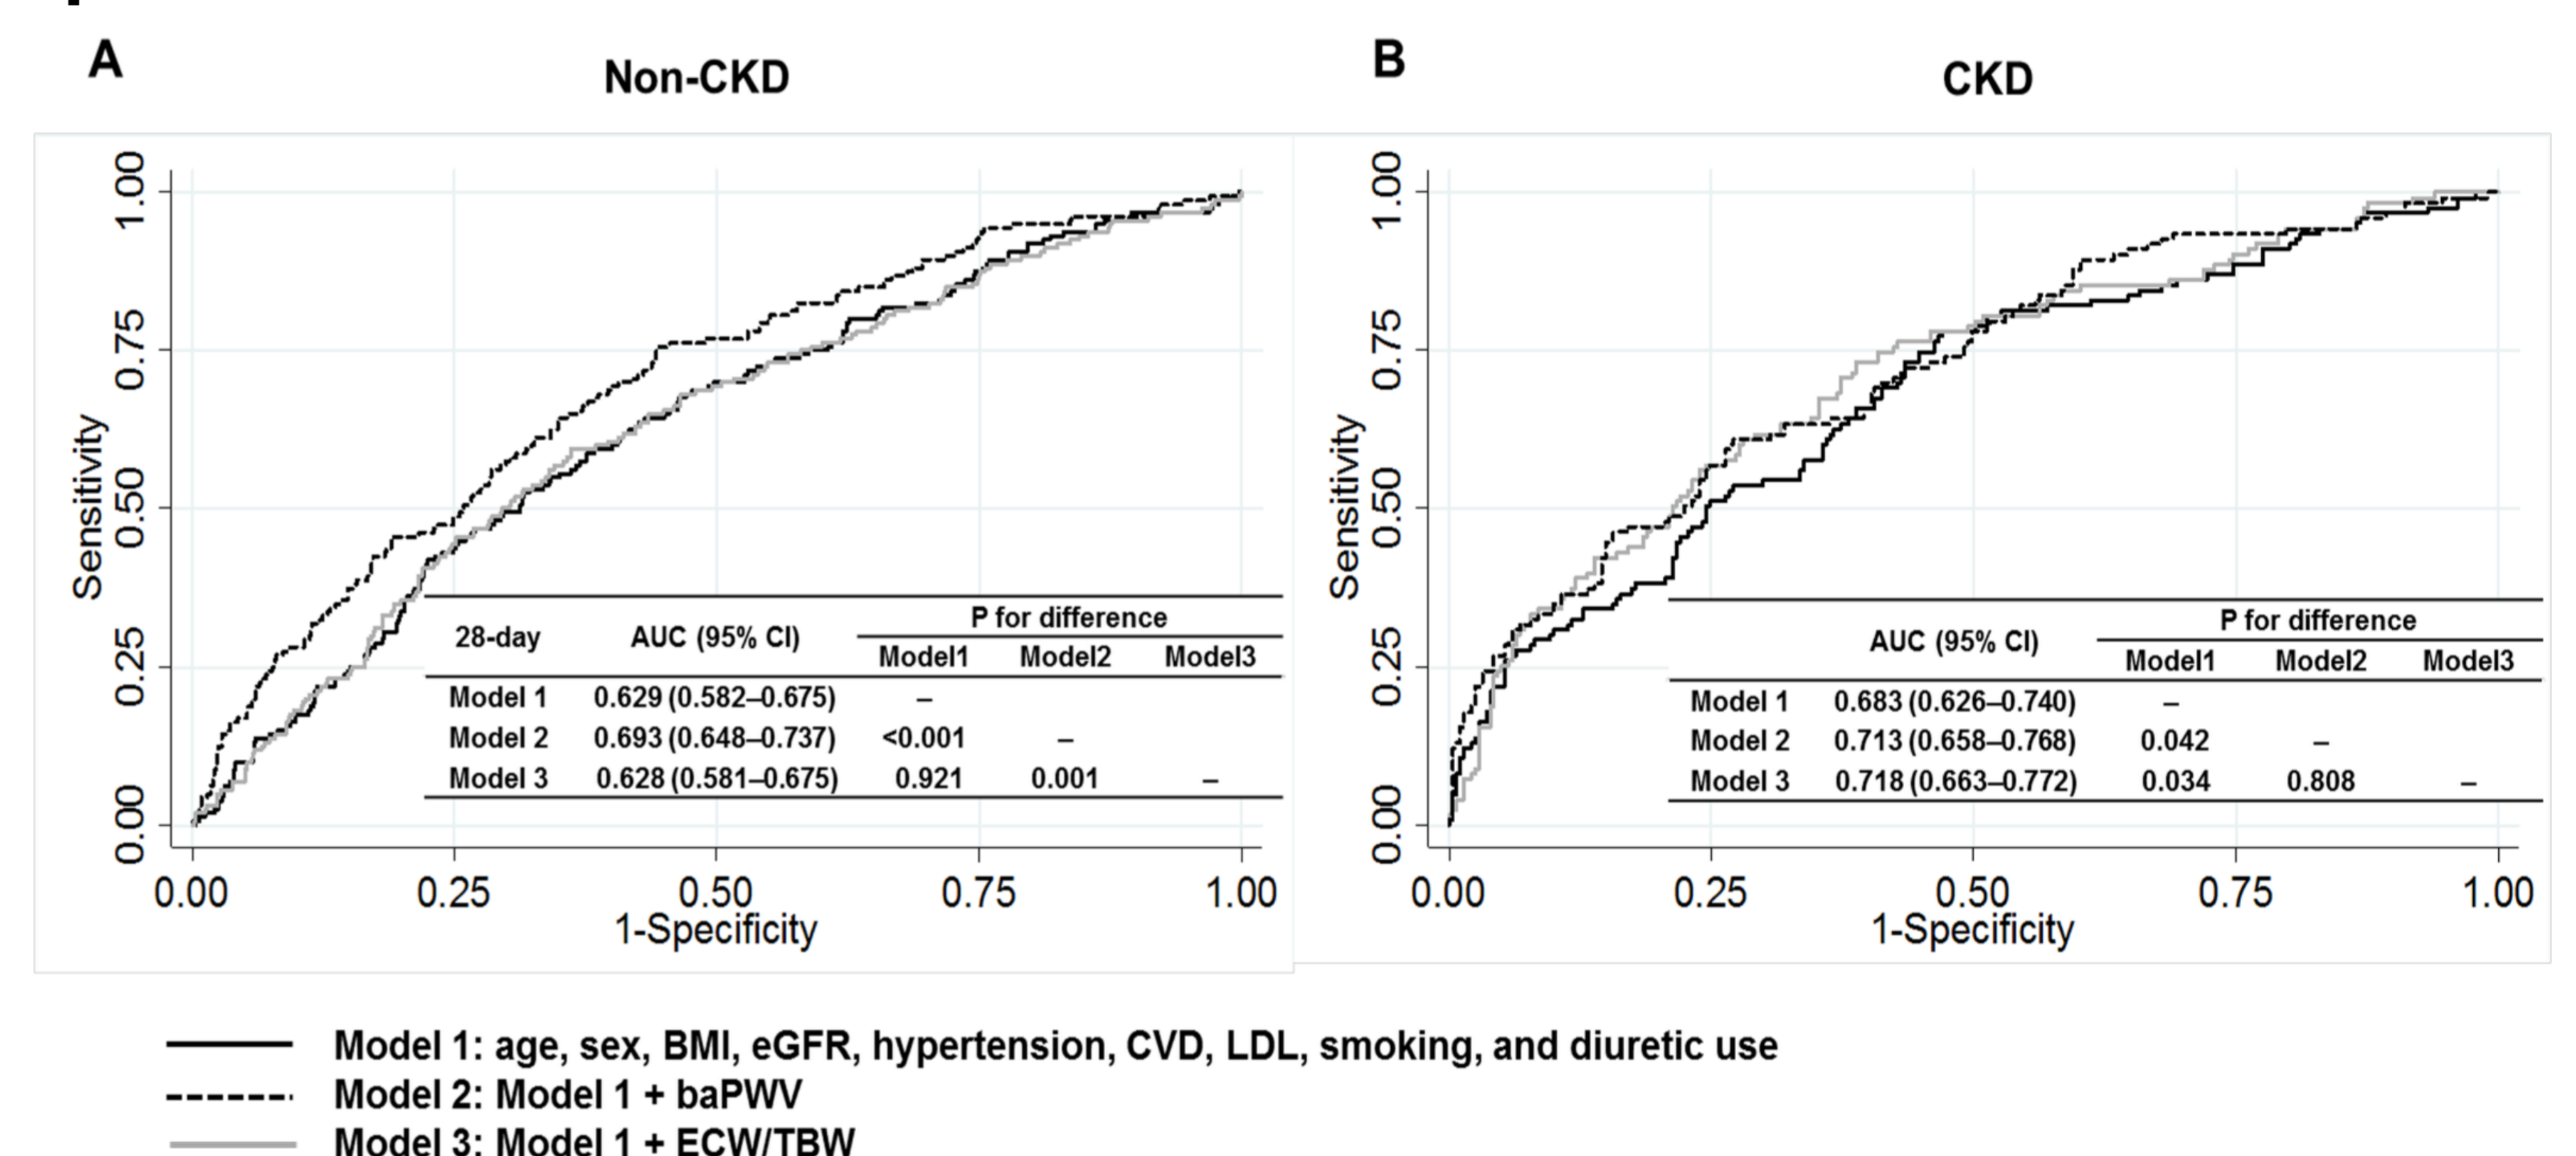 A
Non-CKD
Sensitivity
1.00
0.75
0.50
0.25
0.00
0.00 0.25 0.50 0.75 1.00
1-Specificity
28-day AUC (95% CI) P for difference
Model1 Model2 Model3
Model 1 0.629 (0.582–0.675) –
Model 2 0.693 (0.648–0.737) <0.001 –
Model 3 0.628 (0.581–0.675) 0.921 0.001 –
B
CKD
Sensitivity
1.00
0.75
0.50
0.25
0.00
0.00 0.25 0.50 0.75 1.00
1-Specificity
AUC (95% CI) P for difference
Model1 Model2 Model3
Model 1 0.683 (0.626–0.740) –
Model 2 0.713 (0.658–0.768) 0.042 –
Model 3 0.718 (0.663–0.772) 0.034 0.808 –
Model 1: age, sex, BMI, eGFR, hypertension, CVD, LDL, smoking, and diuretic use
Model 2: Model 1 + baPWV
Model 3: Model 1 + ECW/TBW